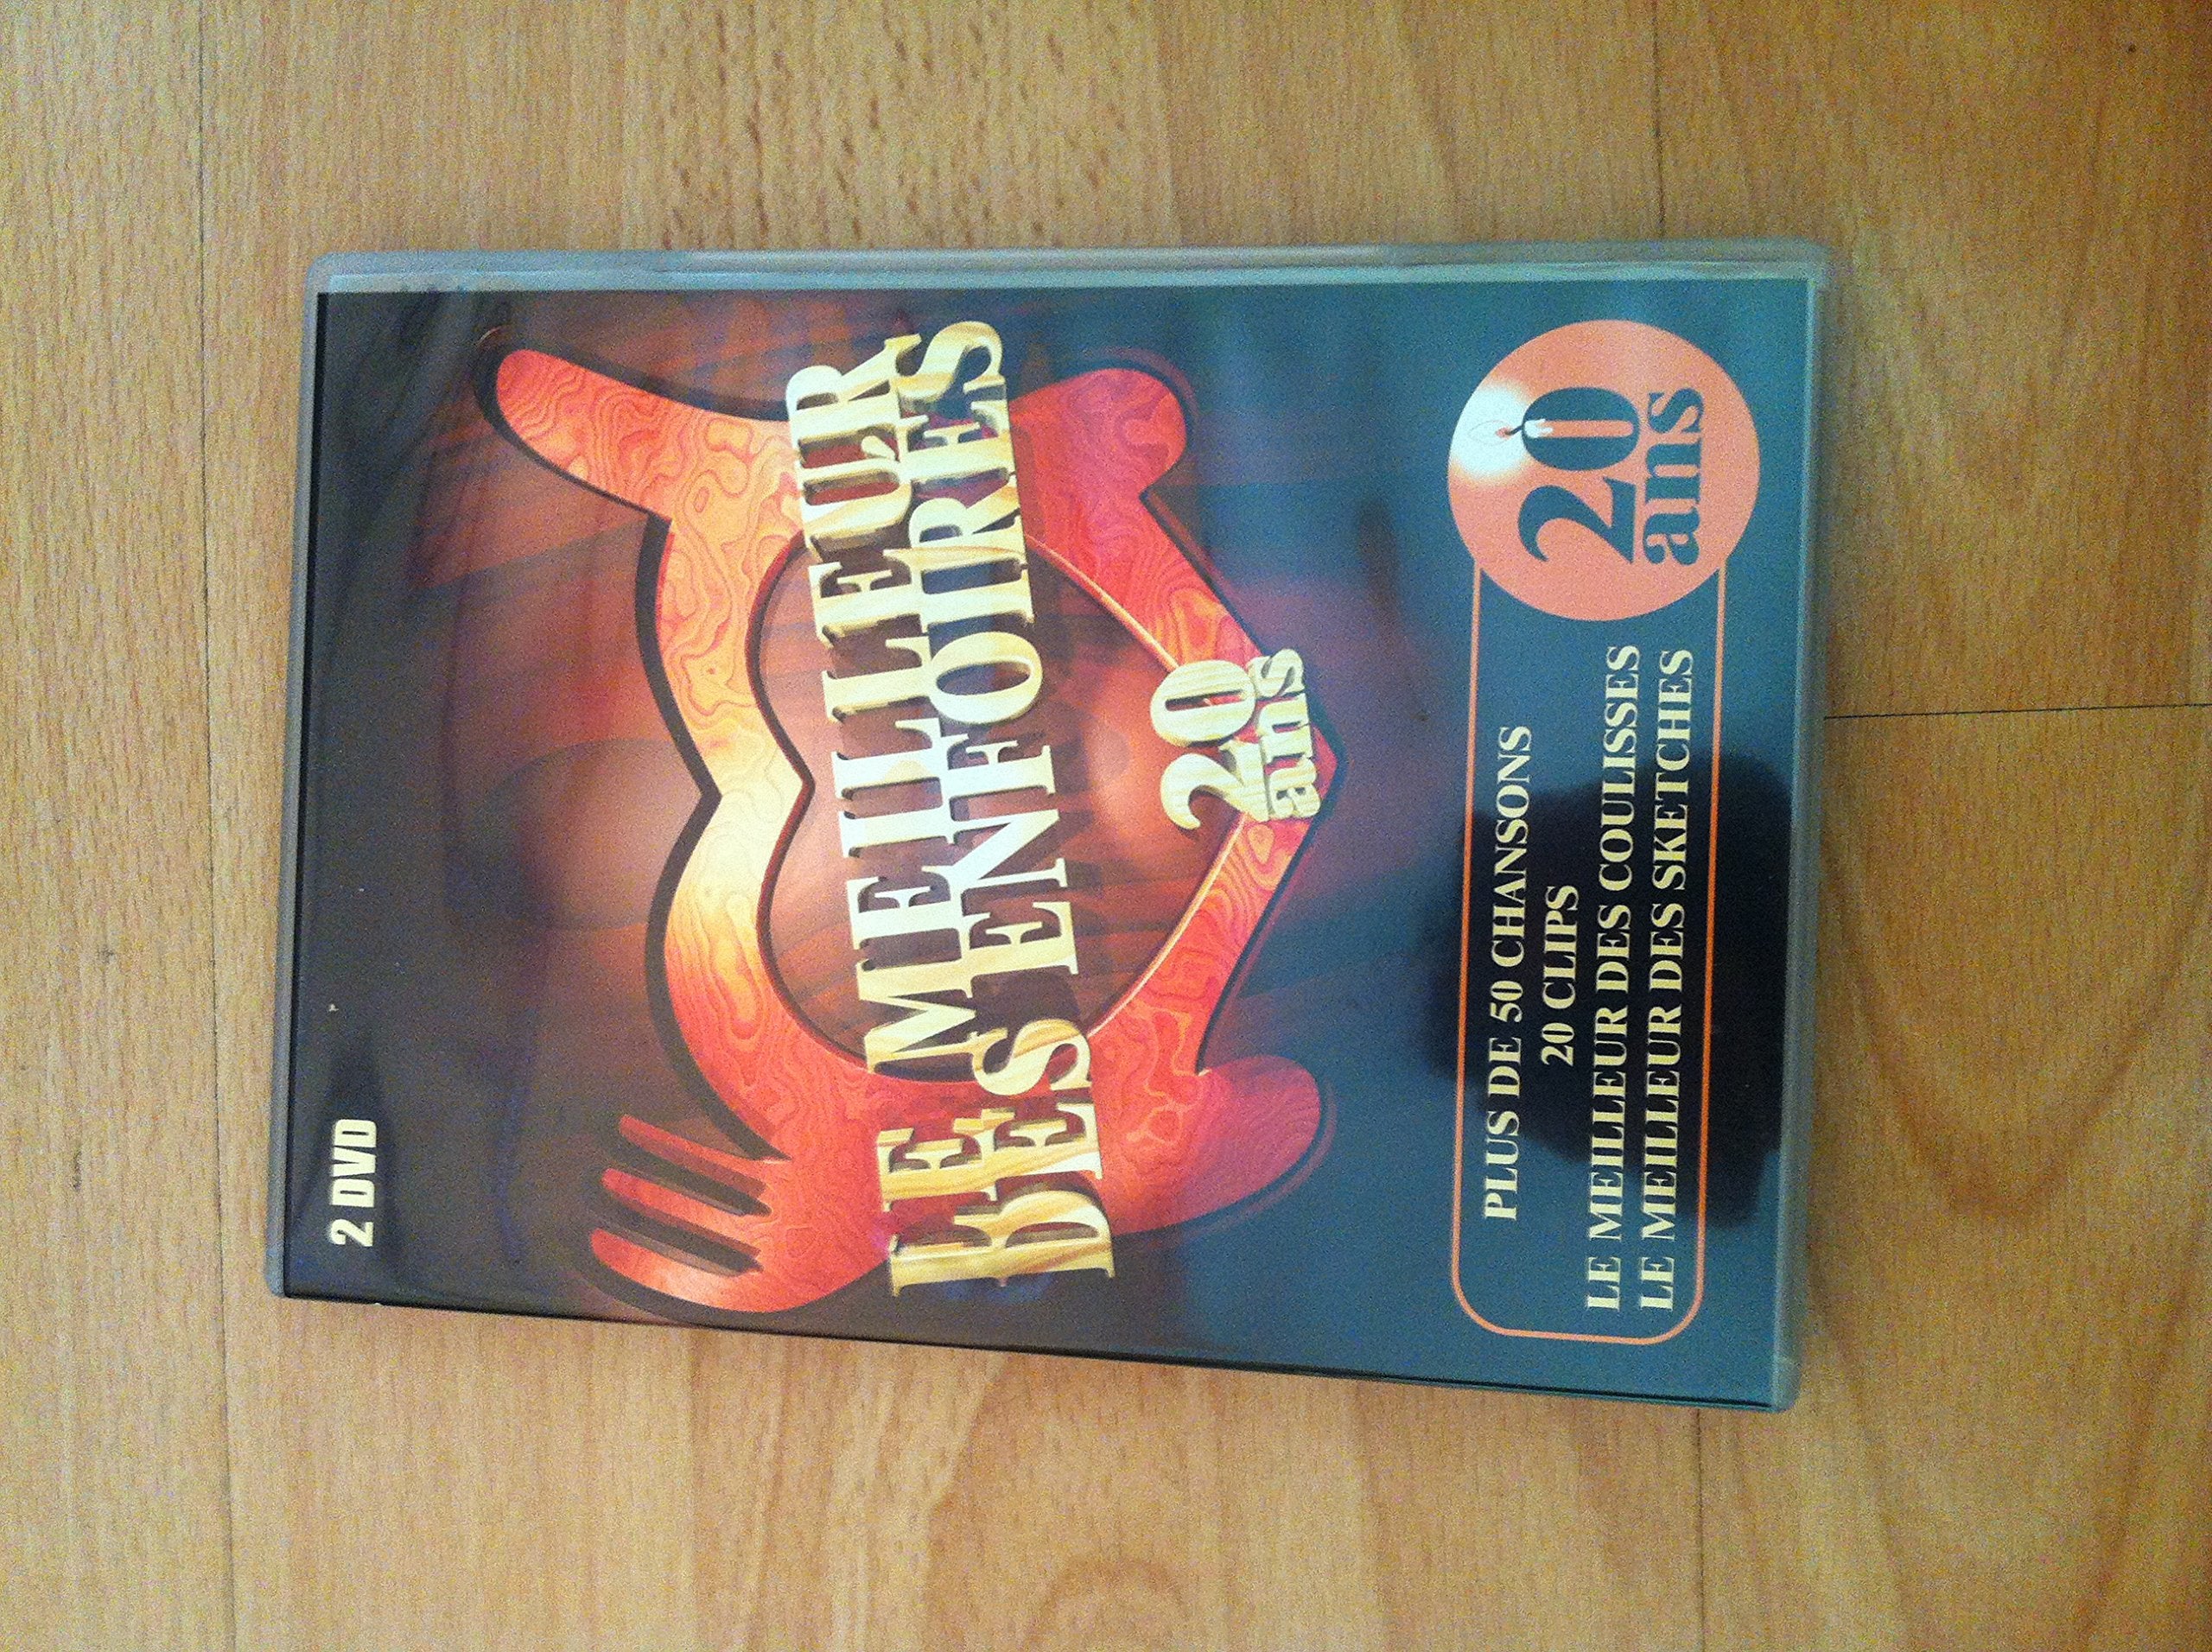 2 DVD
LE MEILLEUR
DES ENFOIRÉS
20
ans
PLUS DE 50 CHANSONS
20 CLIPS
LE MEILLEUR DES COULISSES
LE MEILLEUR DES SKETCHES
20
ans